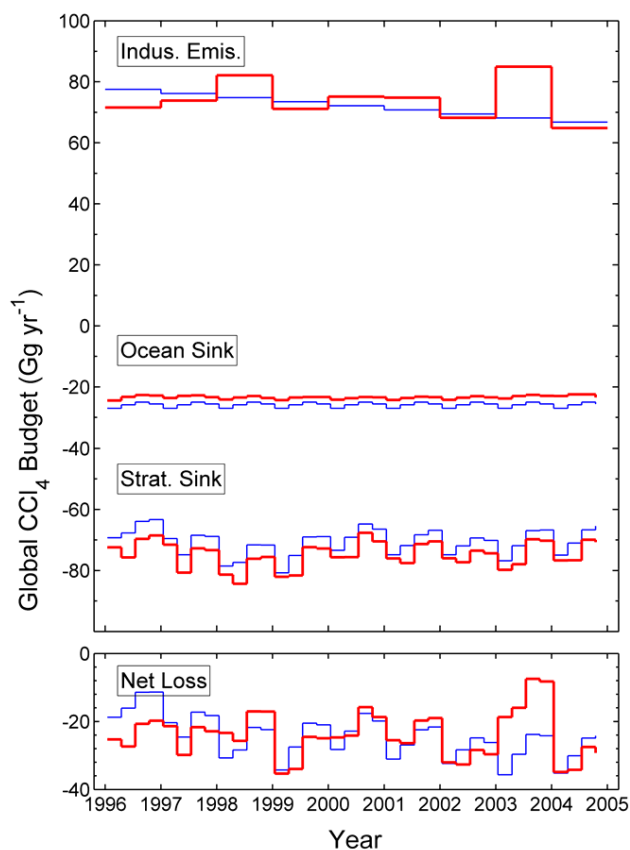 100
Indus. Emis.
80
60
40
20
0
Ocean Sink
-20
-40
Strat. Sink
-60
-80
Global CCl4 Budget (Gg yr-1)
0
Net Loss
-20
-40
1996 1997 1998 1999 2000 2001 2002 2003 2004 2005
Year